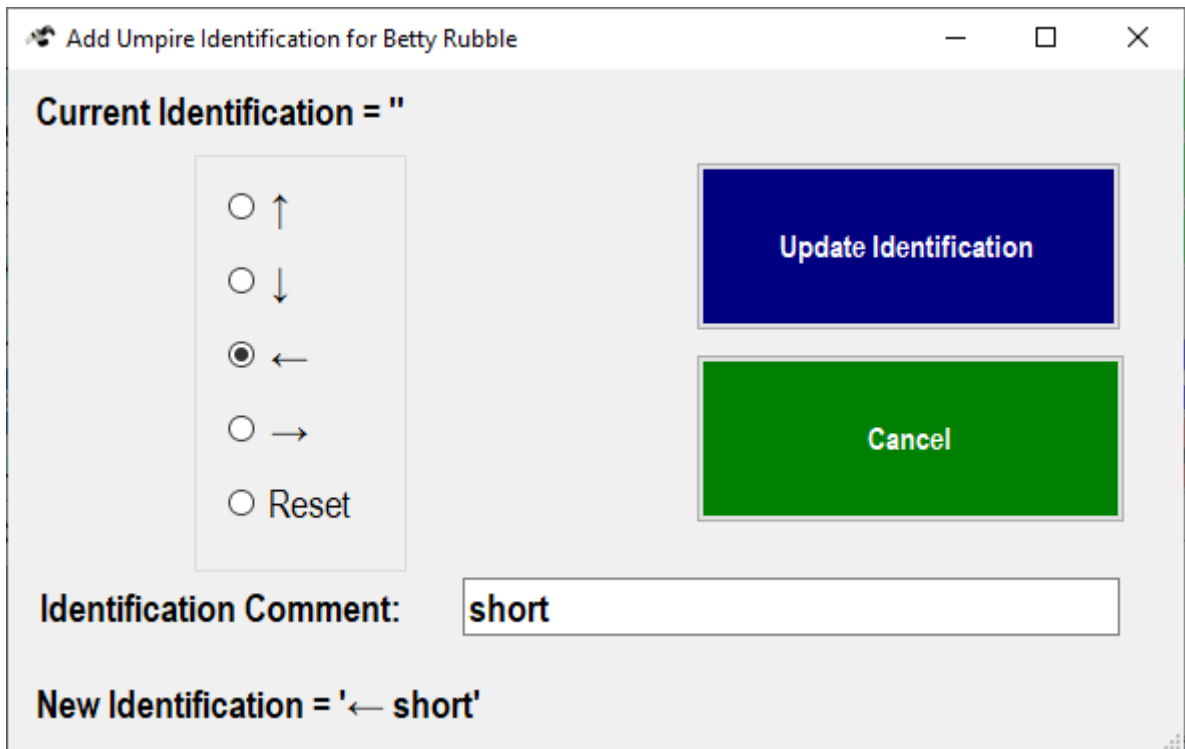 Add Umpire Identification for Betty Rubble
Current Identification = ''
↑
↓
←
→
Reset
Update Identification
Cancel
Identification Comment: short
New Identification = '← short'